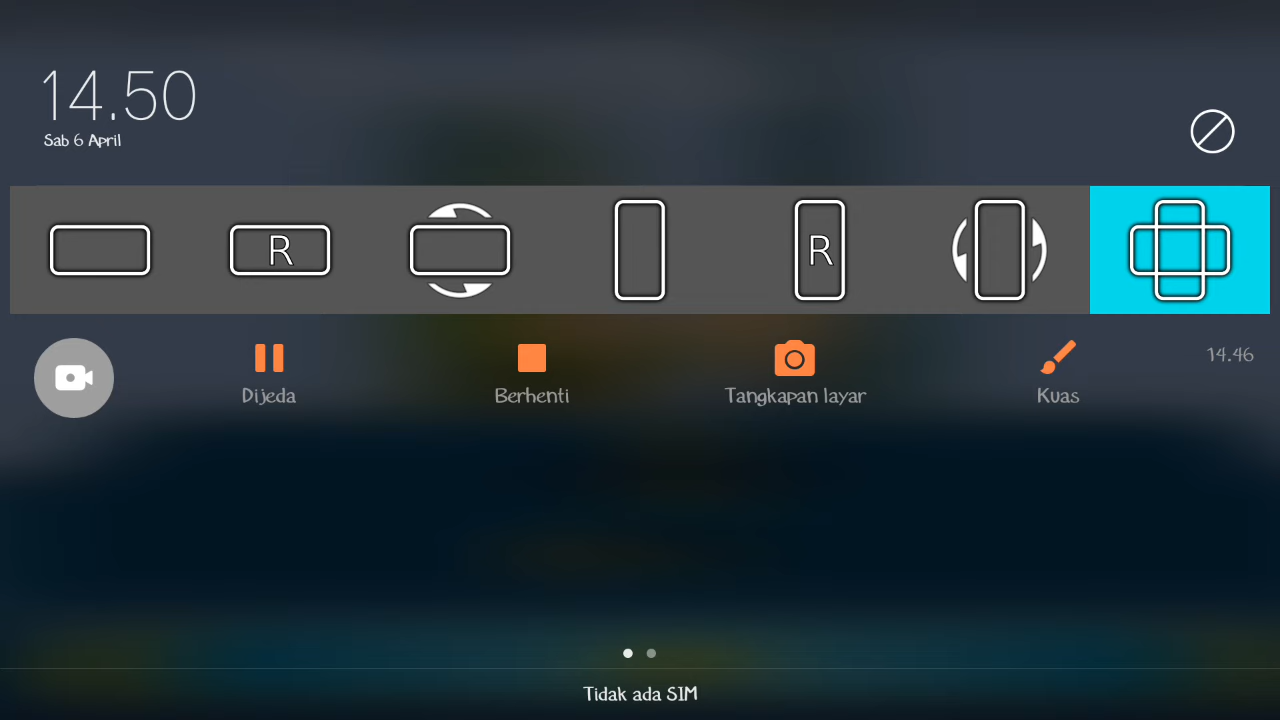 14.50
Sab 6 April
R
R
14.46
Dijeda
Berhenti
Tangkapan layar
Kuas
Tidak ada SIM